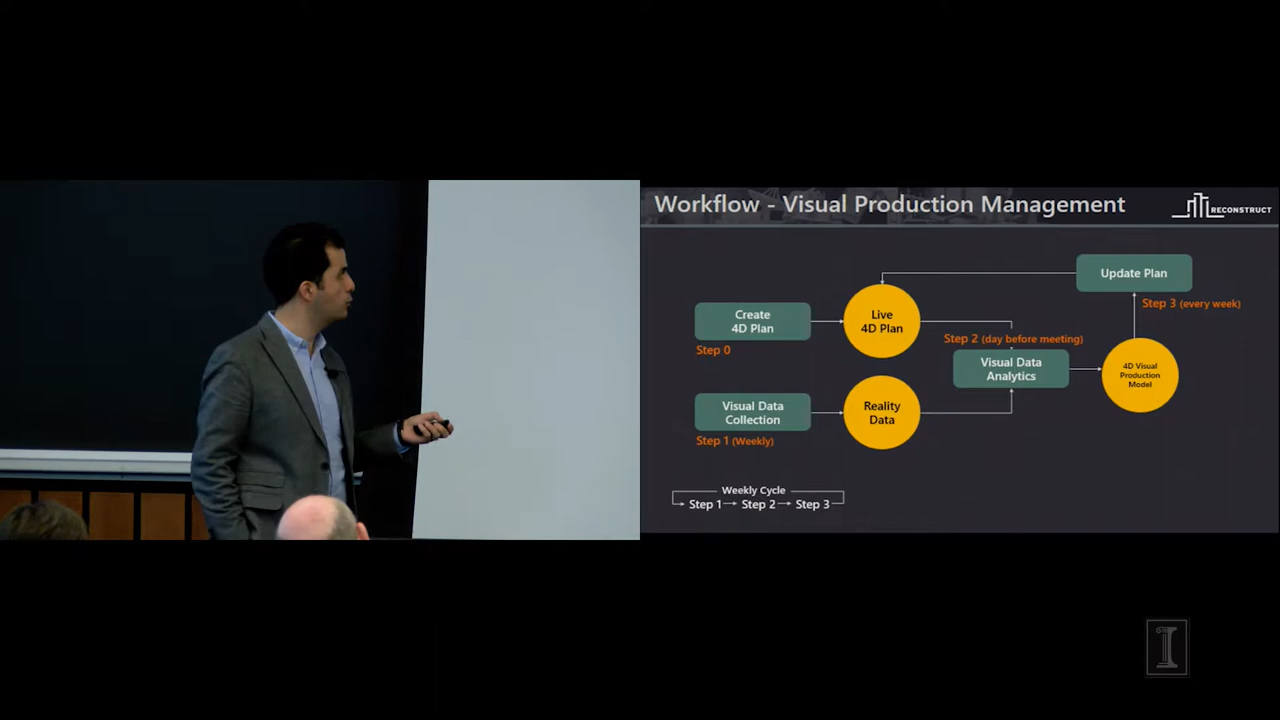 Workflow - Visual Production Management
RECONSTRUCT
Update Plan
Step 3 (every week)
Create
4D Plan
Step 0
Live
4D Plan
Step 2 (day before meeting)
Visual Data
Analytics
4D Visual
Production
Model
Visual Data
Collection
Step 1 (Weekly)
Reality
Data
Weekly Cycle
Step 1 Step 2 Step 3
I